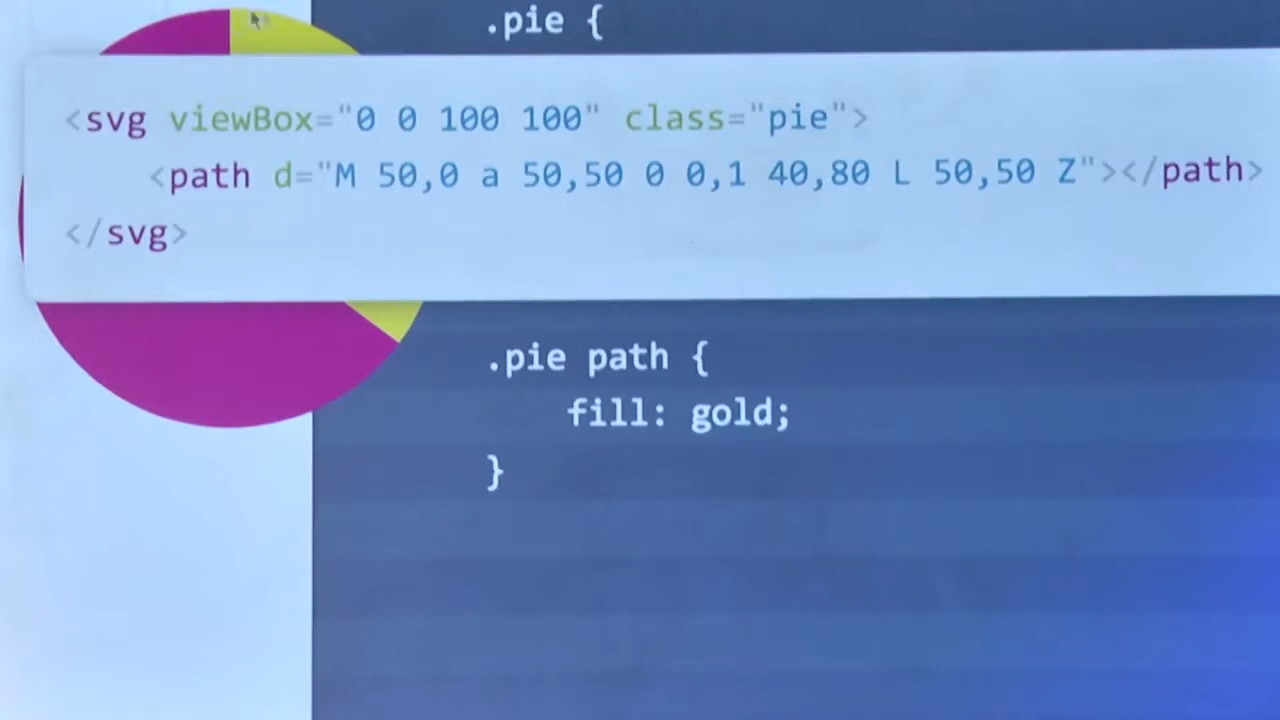 .pie {
<svg viewBox="0 0 100 100" class="pie">
<path d="M 50,0 a 50,50 0 0,1 40,80 L 50,50 Z"></path>
</svg>
.pie path {
fill: gold;
}